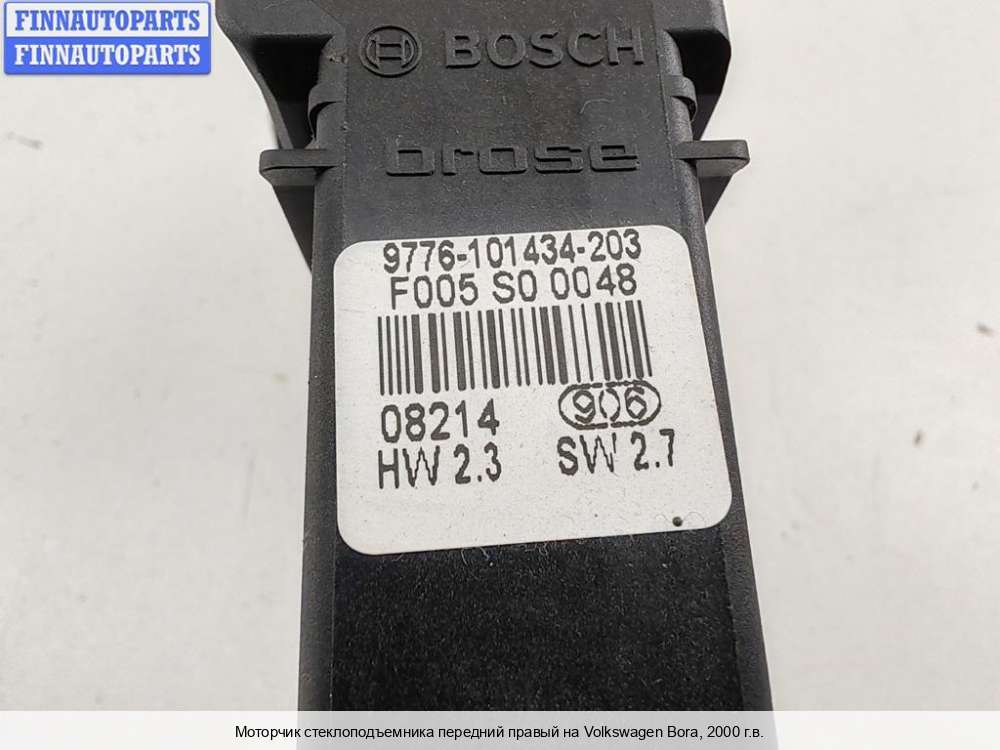 FINNAUTOPARTS
FINNAUTOPARTS
BOSCH
brose
9776-101434-203
F005 S0 0048
08214 906
HW 2.3 SW 2.7
Моторчик стеклоподъемника передний правый на Volkswagen Bora, 2000 г.в.